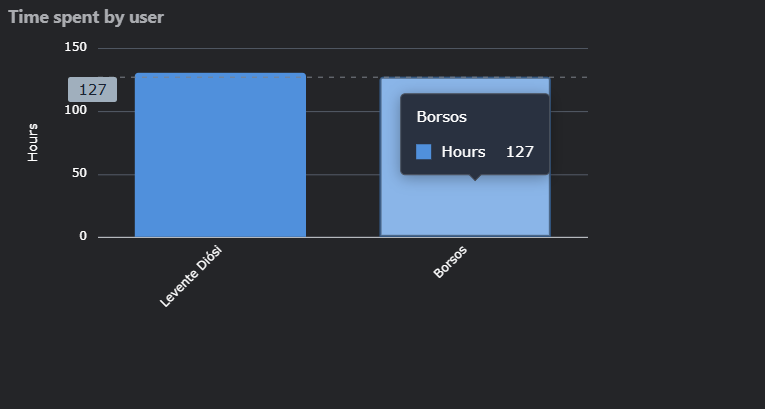 Time spent by user
150
127
100
50
0
Hours
Borsos
Hours 127
Levente Diósi
Borsos